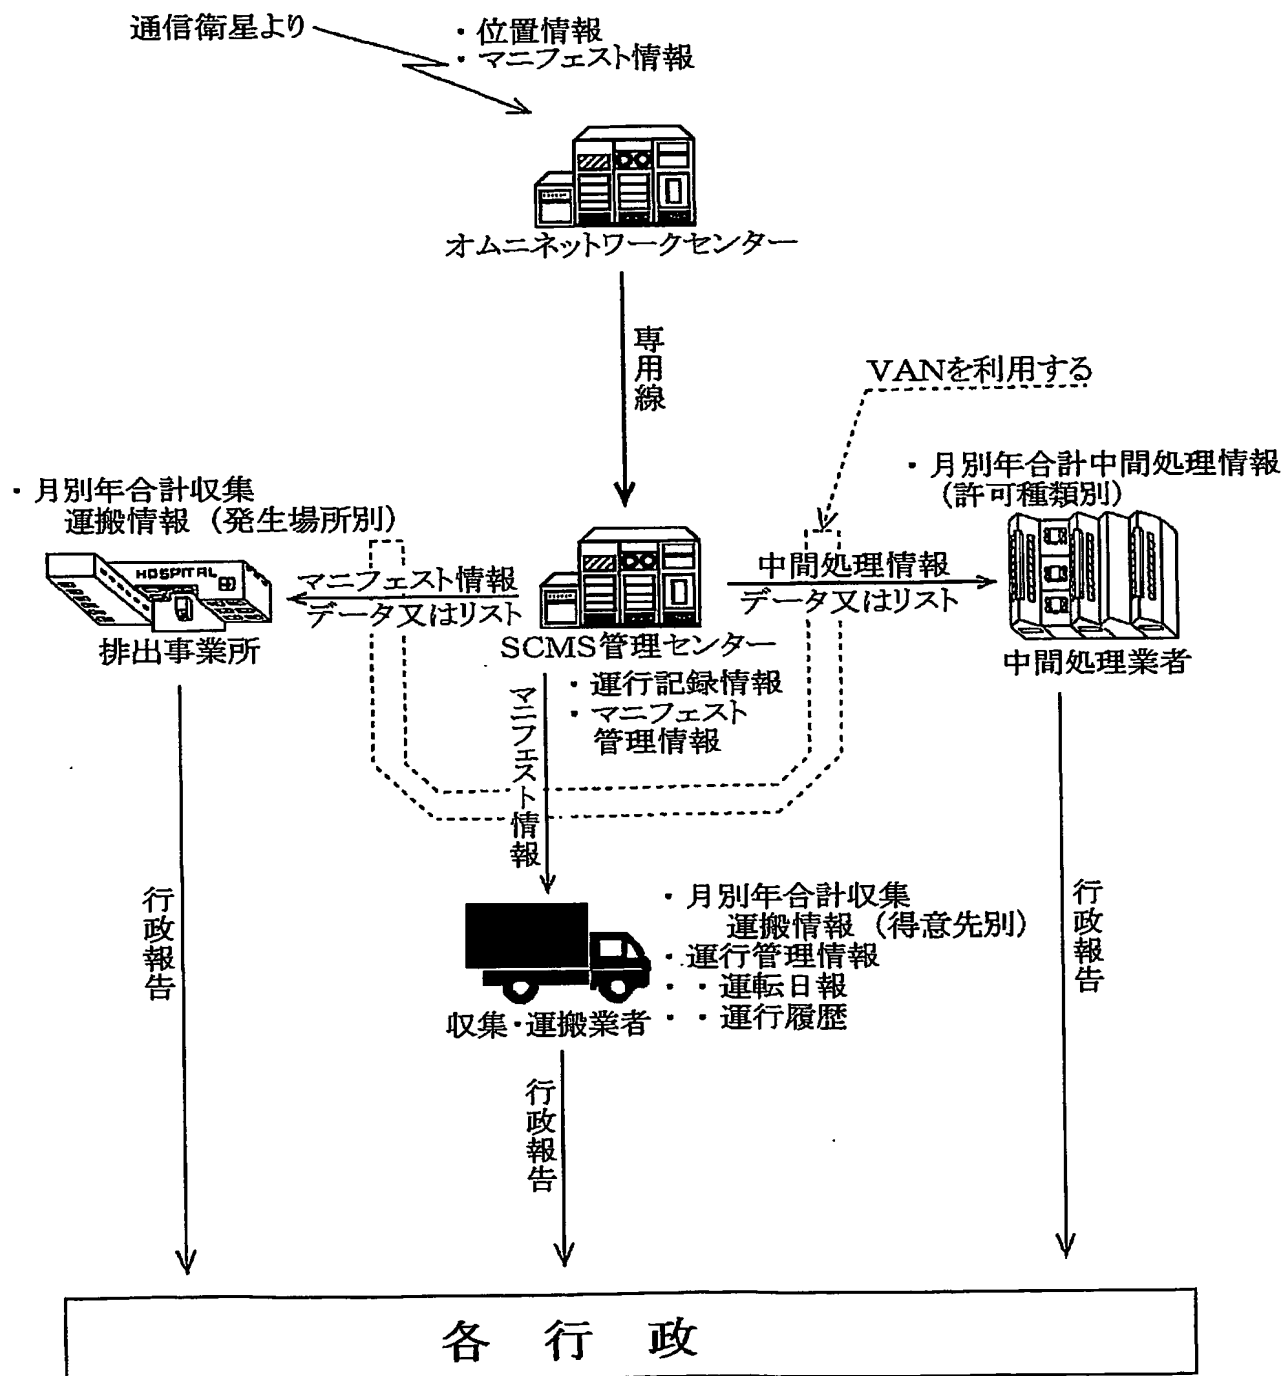 通信衛星より
・位置情報
・マニフェスト情報
オムニネットワークセンター
専用線
VANを利用する
・月別年合計収集
運搬情報（発生場所別）
・月別年合計中間処理情報
（許可種類別）
HOSPITAL
マニフェスト情報
データ又はリスト
中間処理情報
データ又はリスト
排出事業所
SCMS管理センター
中間処理業者
・運行記録情報
・マニフェスト
管理情報
マニフェスト情報
行政報告
・月別年合計収集
運搬情報（得意先別）
・運行管理情報
・・運転日報
・・運行履歴
収集・運搬業者
行政報告
行政報告
各行政